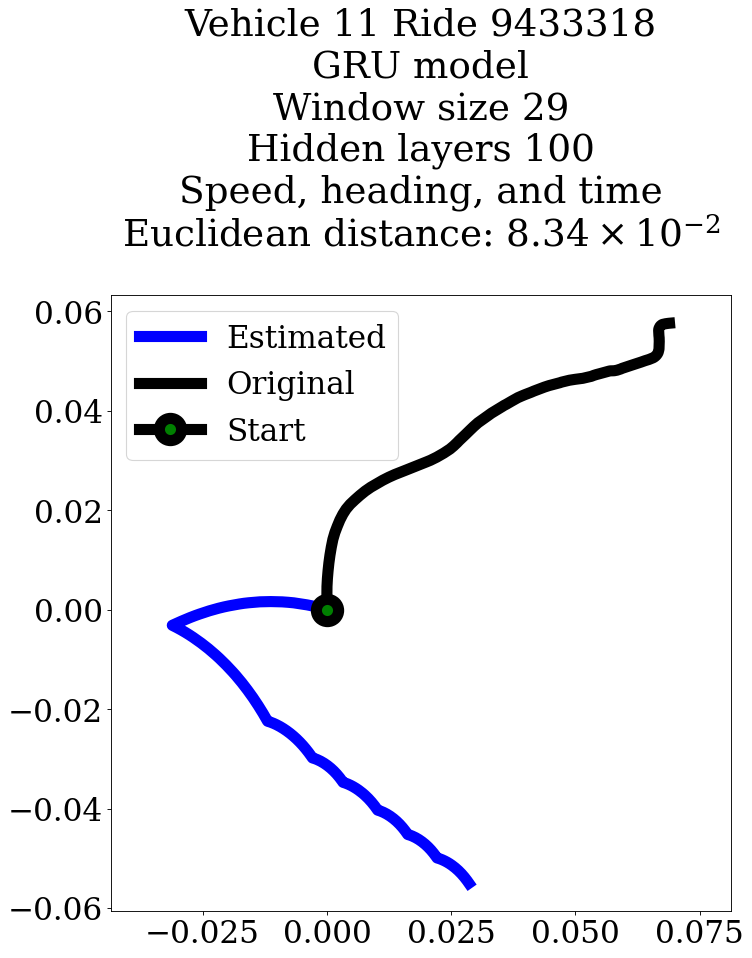 Vehicle 11 Ride 9433318
GRU model
Window size 29
Hidden layers 100
Speed, heading, and time
Euclidean distance: 8.34 × 10⁻²
Estimated
Original
Start
0.06
0.04
0.02
0.00
−0.02
−0.04
−0.06
−0.025 0.000 0.025 0.050 0.075